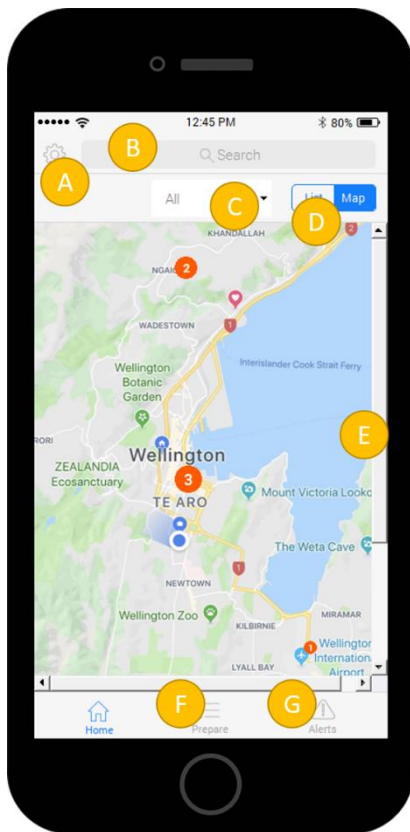 12:45 PM
80%
B
Search
A
All
C
List
Map
D
KHANDALLAH
2
NGAIO
2
WADESTOWN
1
Interislander Cook Strait Ferry
Wellington
Botanic
Garden
E
Wellington
ZEALANDIA
Ecosanctuary
3
Mount Victoria Lookc
TE ARO
The Weta Cave
1
NEWTOWN
Wellington Zoo
KILBIRNIE
MIRAMAR
1
Wellington
Internation
Airport
LYALL BAY
F
G
Home
Prepare
Alerts